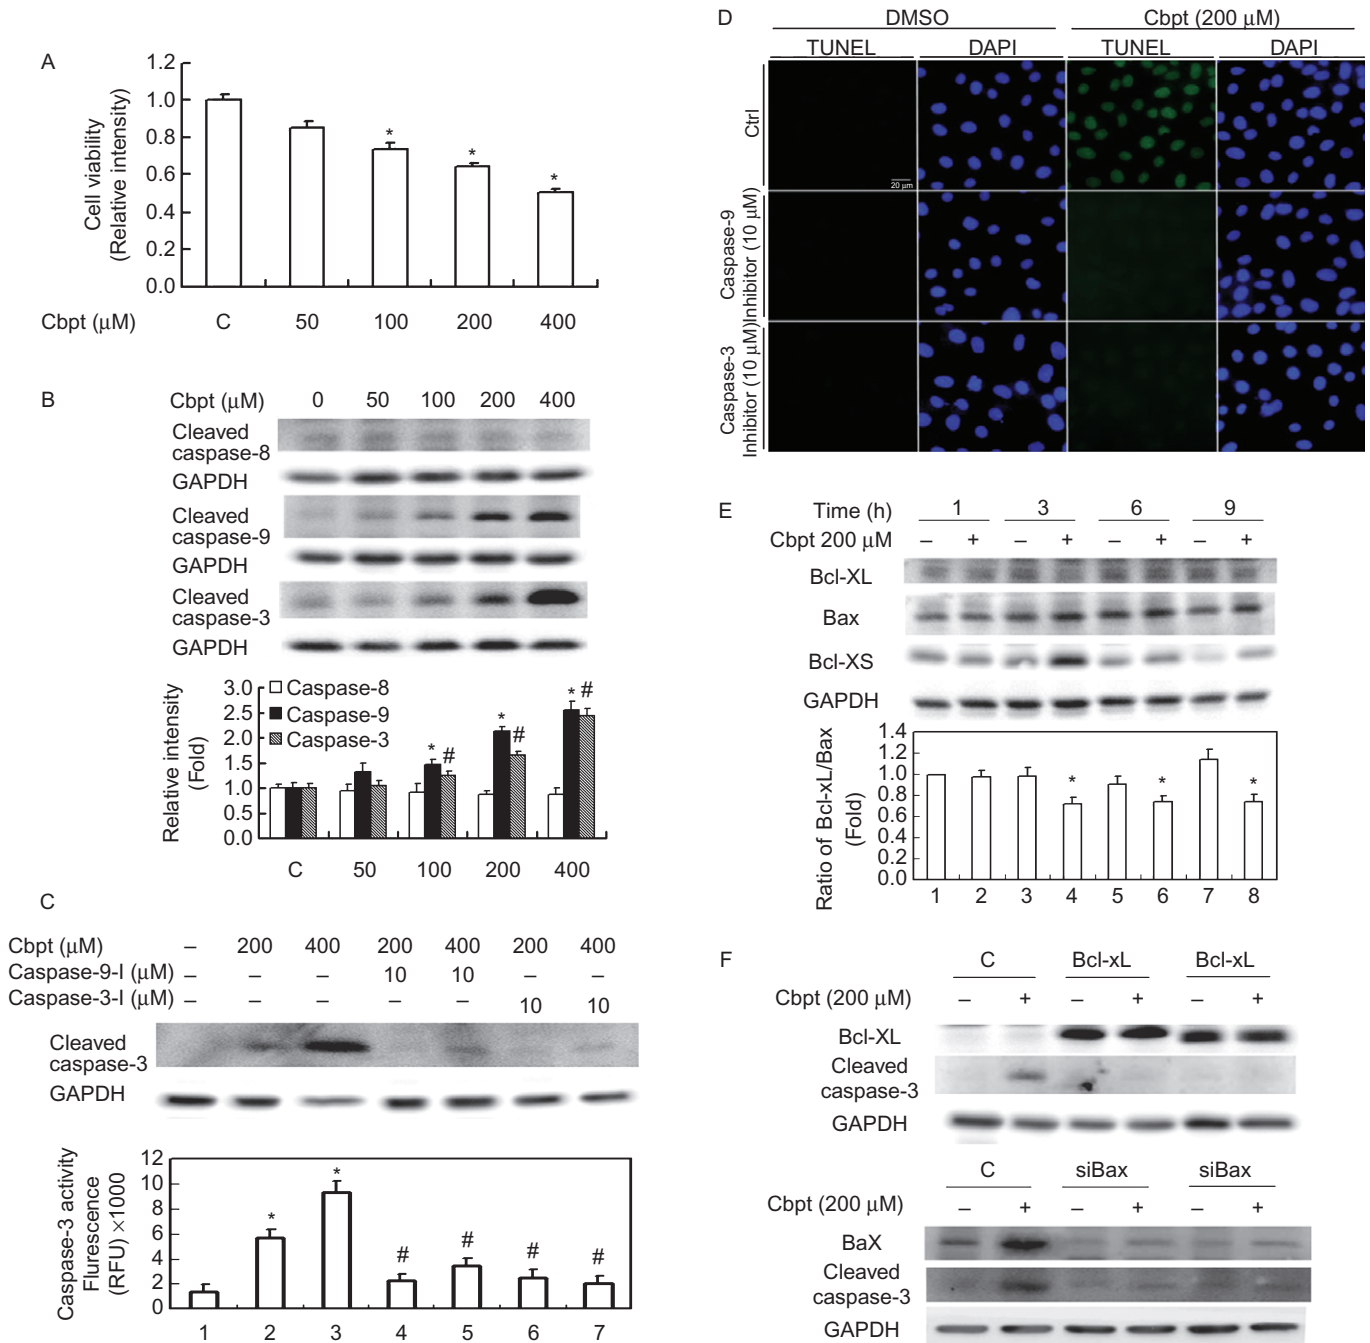 A
Cell viability
(Relative intensity)
1.2
1.0
0.8
0.6
0.4
0.2
0.0
* * *
Cbpt (μM) C 50 100 200 400
B
Cbpt (μM) 0 50 100 200 400
Cleaved
caspase-8
GAPDH
Cleaved
caspase-9
GAPDH
Cleaved
caspase-3
GAPDH
Relative intensity
(Fold)
3.0
2.5
2.0
1.5
1.0
0.5
0.0
Caspase-8
Caspase-9
Caspase-3
* # * # * #
C 50 100 200 400
C
Cbpt (μM) – 200 400 200 400 200 400
Caspase-9-I (μM) – – – 10 10 – –
Caspase-3-I (μM) – – – – – 10 10
Cleaved
caspase-3
GAPDH
Caspase-3 activity
Flurescence
(RFU) ×1000
12
10
8
6
4
2
0
* * # # # #
1 2 3 4 5 6 7
D
DMSO Cbpt (200 μM)
TUNEL DAPI TUNEL DAPI
Ctrl
20 μm
Caspase-9
Inhibitor (10 μM)
Caspase-3
Inhibitor (10 μM)
E
Time (h) 1 3 6 9
Cbpt 200 μM – + – + – + – +
Bcl-XL
Bax
Bcl-XS
GAPDH
Ratio of Bcl-xL/Bax
(Fold)
1.4
1.2
1.0
0.8
0.6
0.4
0.2
0.0
* * *
1 2 3 4 5 6 7 8
F
C Bcl-xL Bcl-xL
Cbpt (200 μM) – + – + – +
Bcl-XL
Cleaved
caspase-3
GAPDH
C siBax siBax
Cbpt (200 μM) – + – + – +
BaX
Cleaved
caspase-3
GAPDH